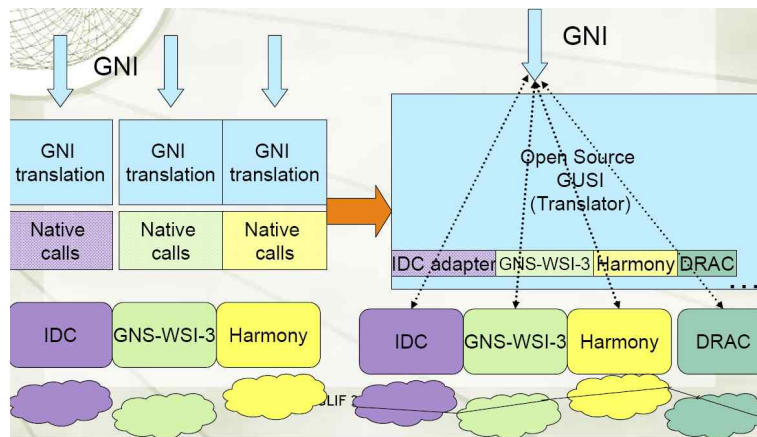 GNI
GNI
GNI translation
GNI translation
GNI translation
Open Source
GUSI
(Translator)
Native calls
Native calls
Native calls
IDC adapter
GNS-WSI-3
Harmony
DRAC
...
IDC
GNS-WSI-3
Harmony
IDC
GNS-WSI-3
Harmony
DRAC